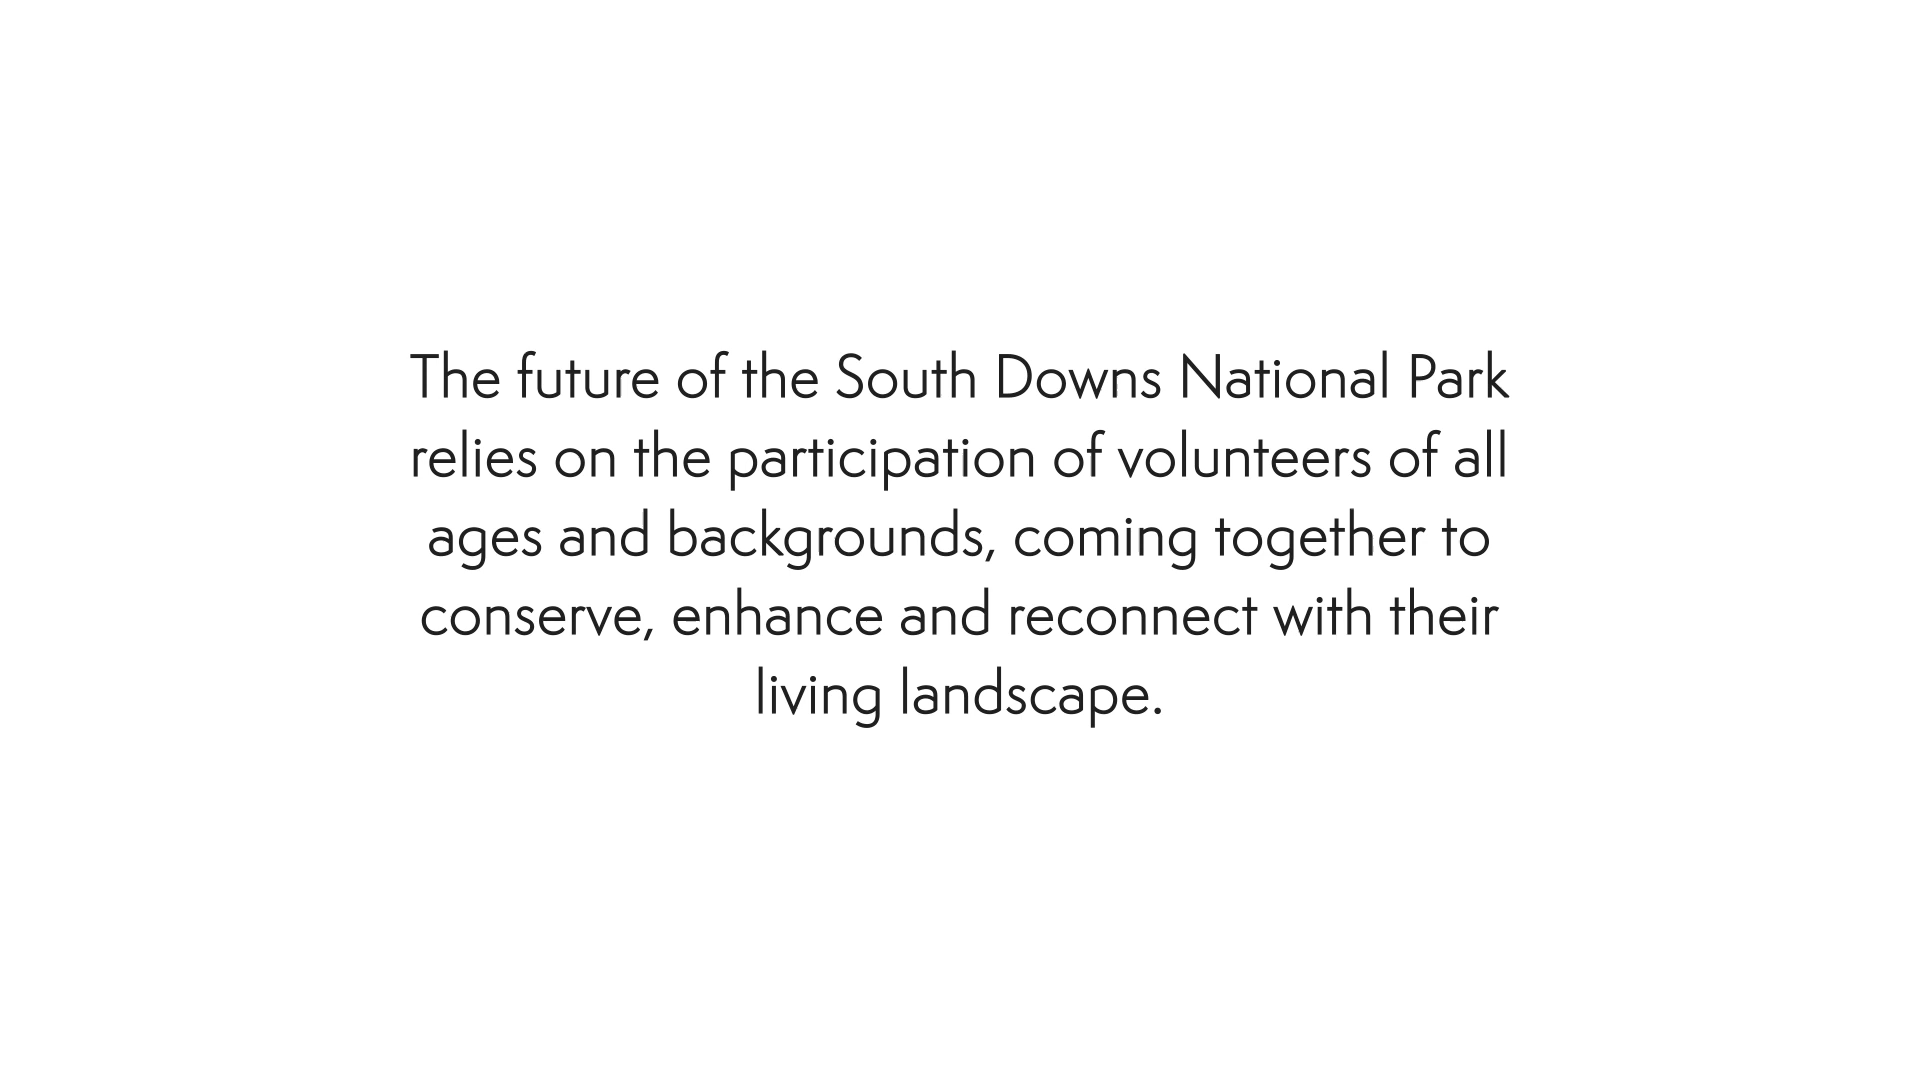 The future of the South Downs National Park
relies on the participation of volunteers of all
ages and backgrounds, coming together to
conserve, enhance and reconnect with their
living landscape.